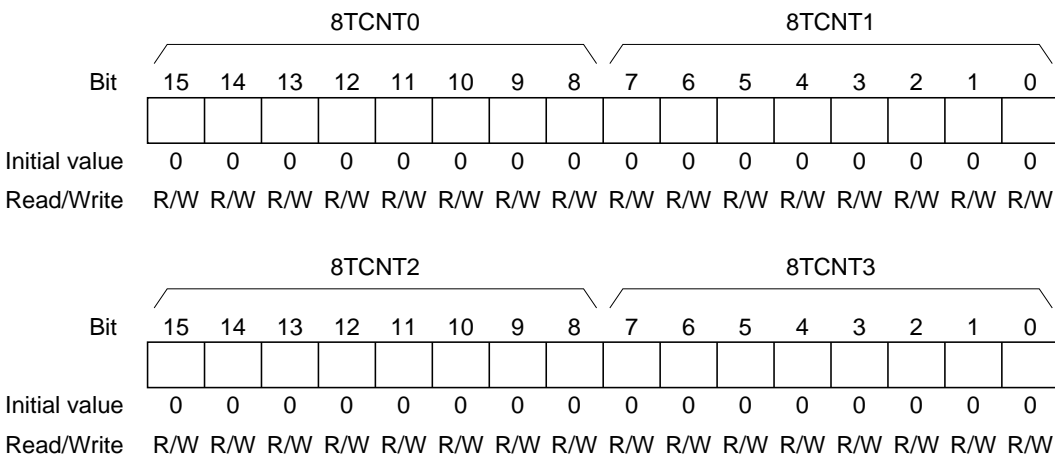 8TCNT0 8TCNT1
Bit 15 14 13 12 11 10 9 8 7 6 5 4 3 2 1 0
Initial value 0 0 0 0 0 0 0 0 0 0 0 0 0 0 0 0
Read/Write R/W R/W R/W R/W R/W R/W R/W R/W R/W R/W R/W R/W R/W R/W R/W R/W
8TCNT2 8TCNT3
Bit 15 14 13 12 11 10 9 8 7 6 5 4 3 2 1 0
Initial value 0 0 0 0 0 0 0 0 0 0 0 0 0 0 0 0
Read/Write R/W R/W R/W R/W R/W R/W R/W R/W R/W R/W R/W R/W R/W R/W R/W R/W